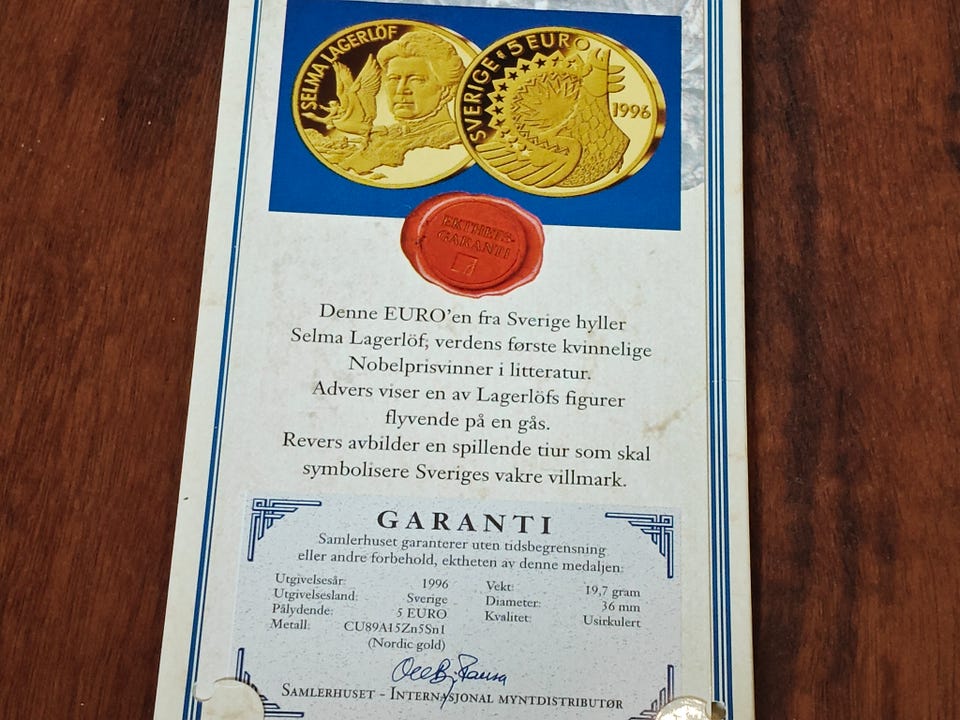 SELMA LAGERLÖF
SVERIGE 5 EURO
1996
EKTHETS-
GARANTI
Denne EURO'en fra Sverige hyller
Selma Lagerlöf; verdens første kvinnelige
Nobelprisvinner i litteratur.
Advers viser en av Lagerlöfs figurer
flyvende på en gås.
Revers avbilder en spillende tiur som skal
symbolisere Sveriges vakre villmark.
GARANTI
Samlerhuset garanterer uten tidsbegrensning
eller andre forbehold, ektheten av denne medaljen:
Utgivelsesår: 1996 Vekt: 19,7 gram
Utgivelsesland: Sverige Diameter: 36 mm
Pålydende: 5 EURO Kvalitet: Usirkulert
Metall: CU89A15Zn5Sn1
(Nordic gold)
SAMLERHUSET - INTERNASJONAL MYNTDISTRIBUTØR